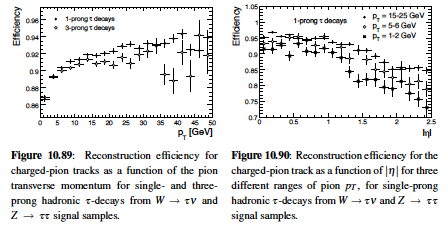 Efficiency
1-prong τ decays
3-prong τ decays
0.96
0.94
0.92
0.9
0.88
0.86
0 5 10 15 20 25 30 35 40 45 50
p_T [GeV]
Efficiency
1-prong τ decays
p_T = 15-25 GeV
p_T = 5-6 GeV
p_T = 1-2 GeV
1.05
1
0.95
0.9
0.85
0.8
0.75
0.7
0 0.5 1 1.5 2 2.5
|η|
Figure 10.89: Reconstruction efficiency for
charged-pion tracks as a function of the pion
transverse momentum for single- and three-
prong hadronic τ-decays from W → τν and
Z → ττ signal samples.
Figure 10.90: Reconstruction efficiency for the
charged-pion track as a function of |η| for three
different ranges of pion p_T, for single-prong
hadronic τ-decays from W → τν and Z → ττ
signal samples.